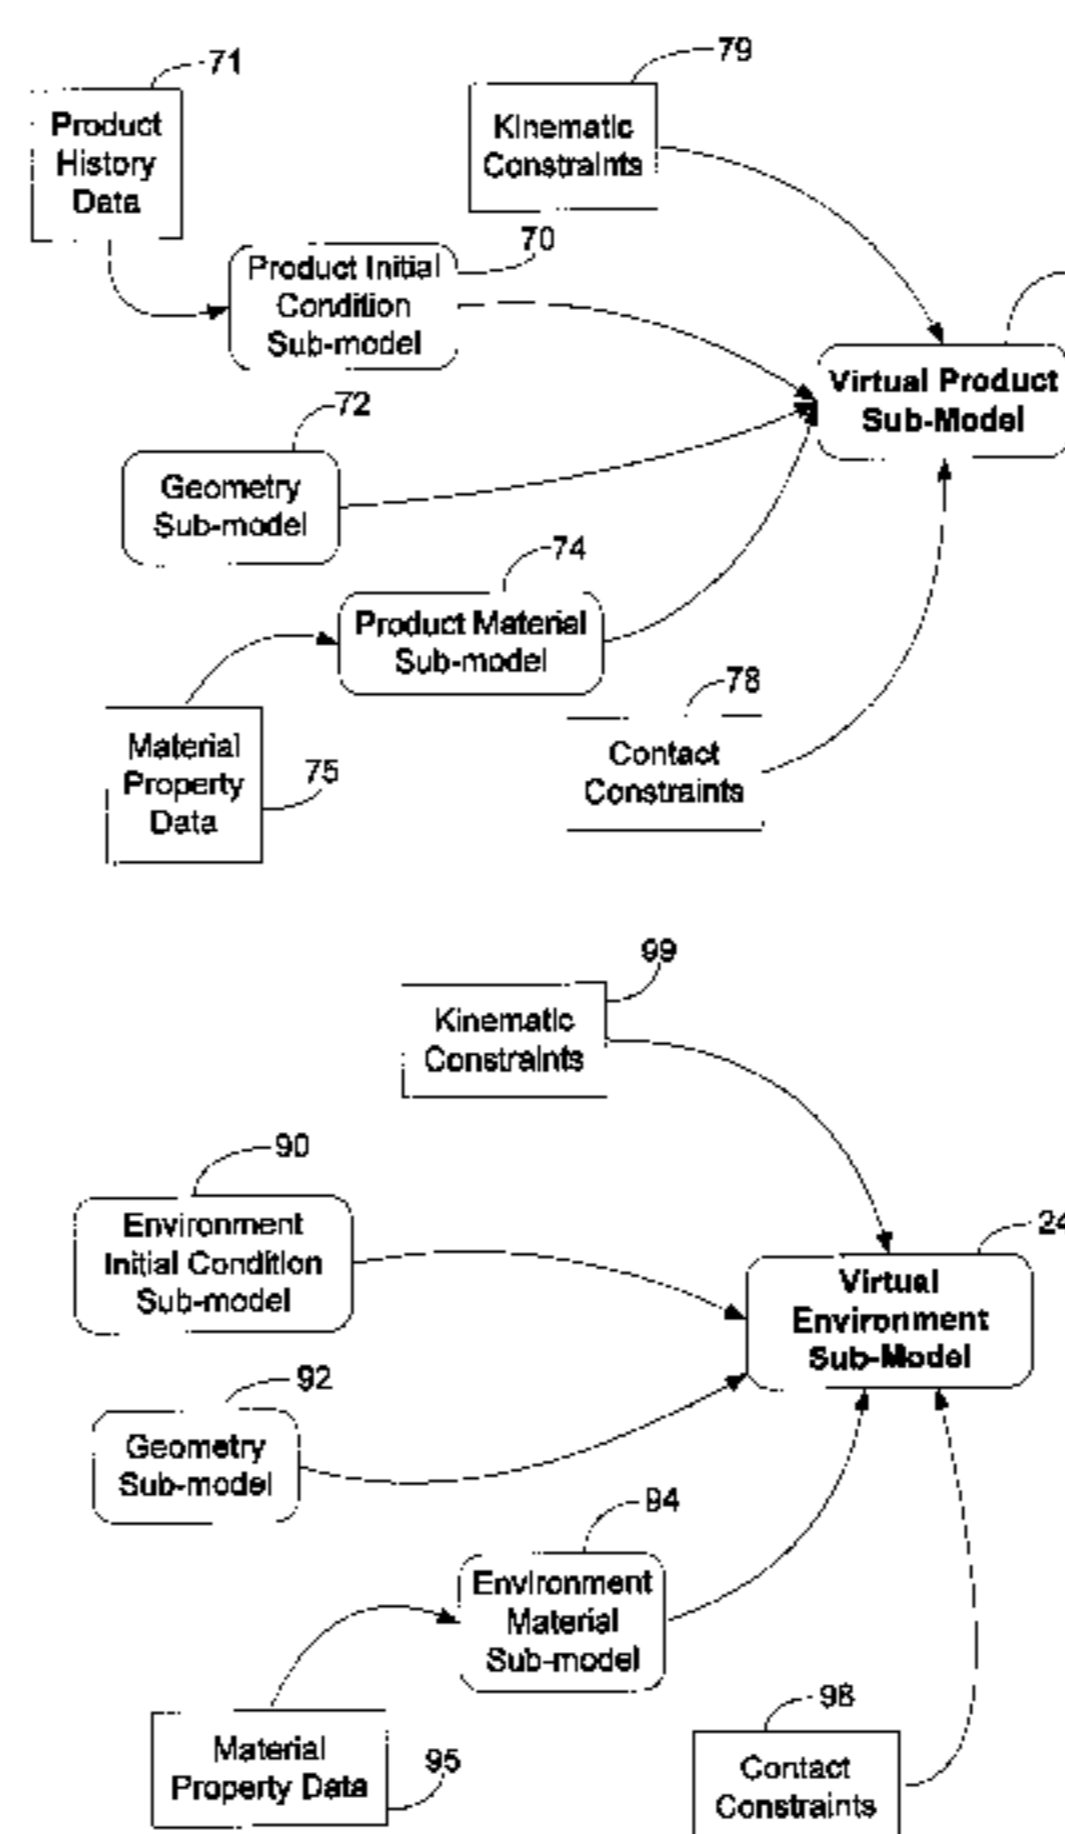 71
Product
History
Data
79
Kinematic
Constraints
70
Product Initial
Condition
Sub-model
Virtual Product
Sub-Model
72
Geometry
Sub-model
74
Product Material
Sub-model
78
Contact
Constraints
Material
Property
Data
75
99
Kinematic
Constraints
90
Environment
Initial Condition
Sub-model
24
Virtual
Environment
Sub-Model
92
Geometry
Sub-model
94
Environment
Material
Sub-model
98
Contact
Constraints
Material
Property Data
95